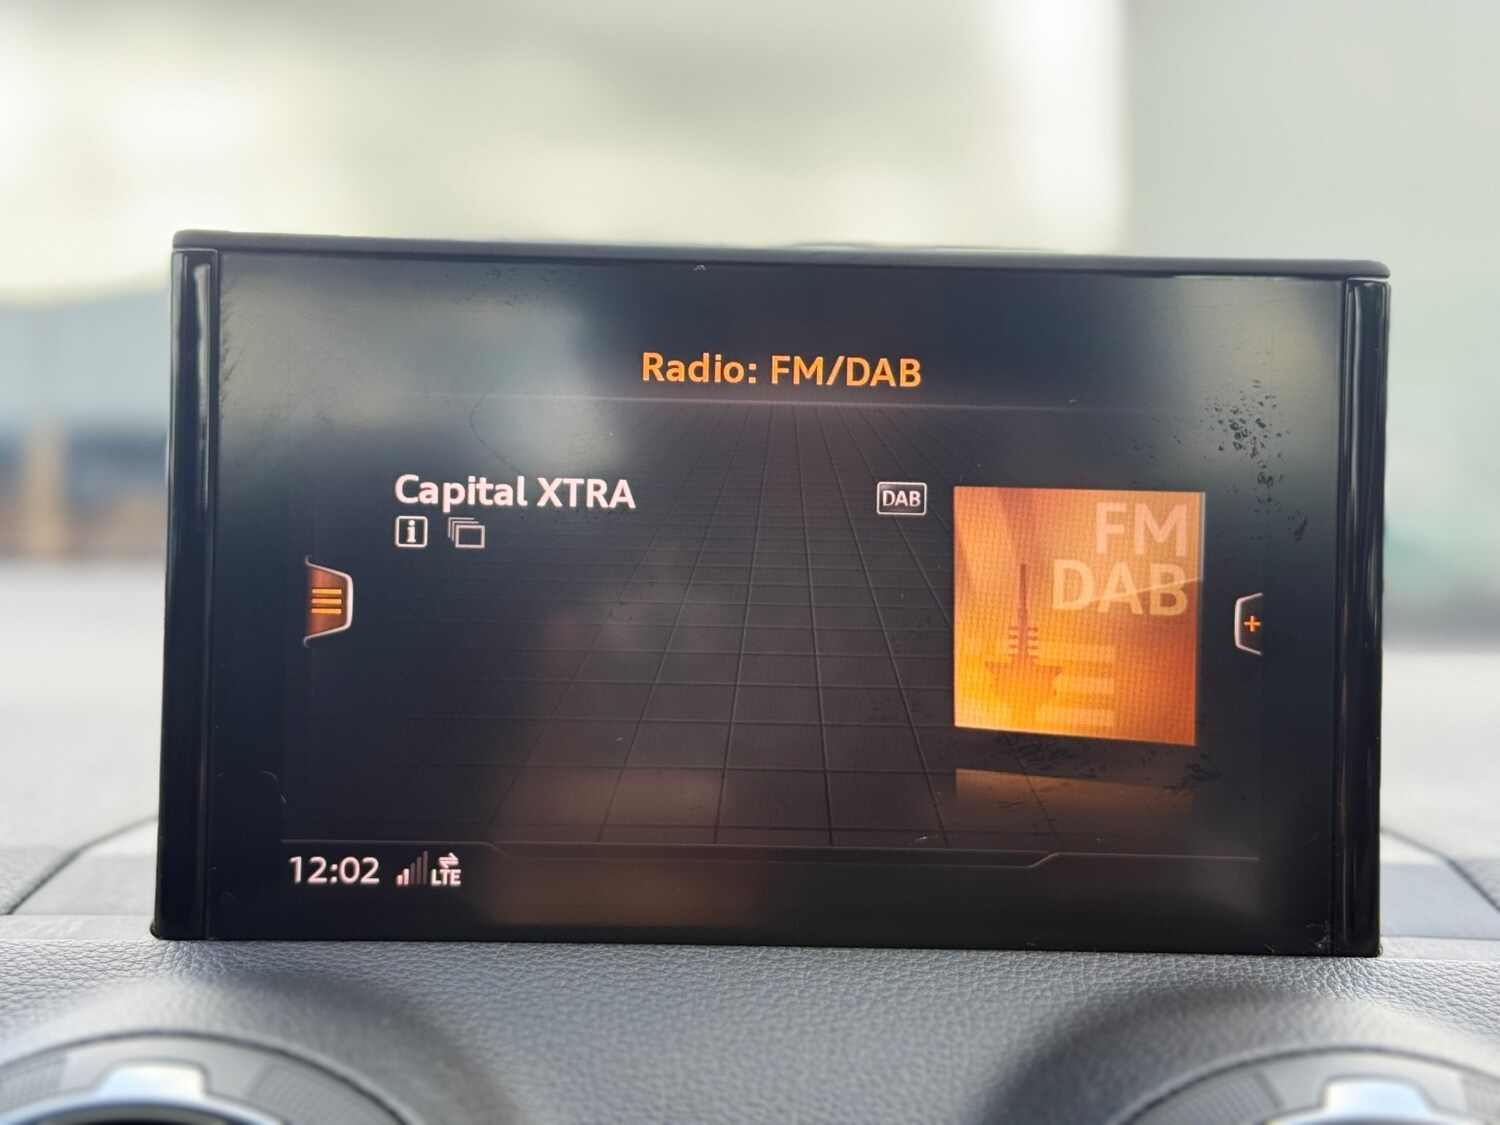 Radio: FM/DAB
Capital XTRA
DAB
i
FM
DAB
+
12:02 LTE